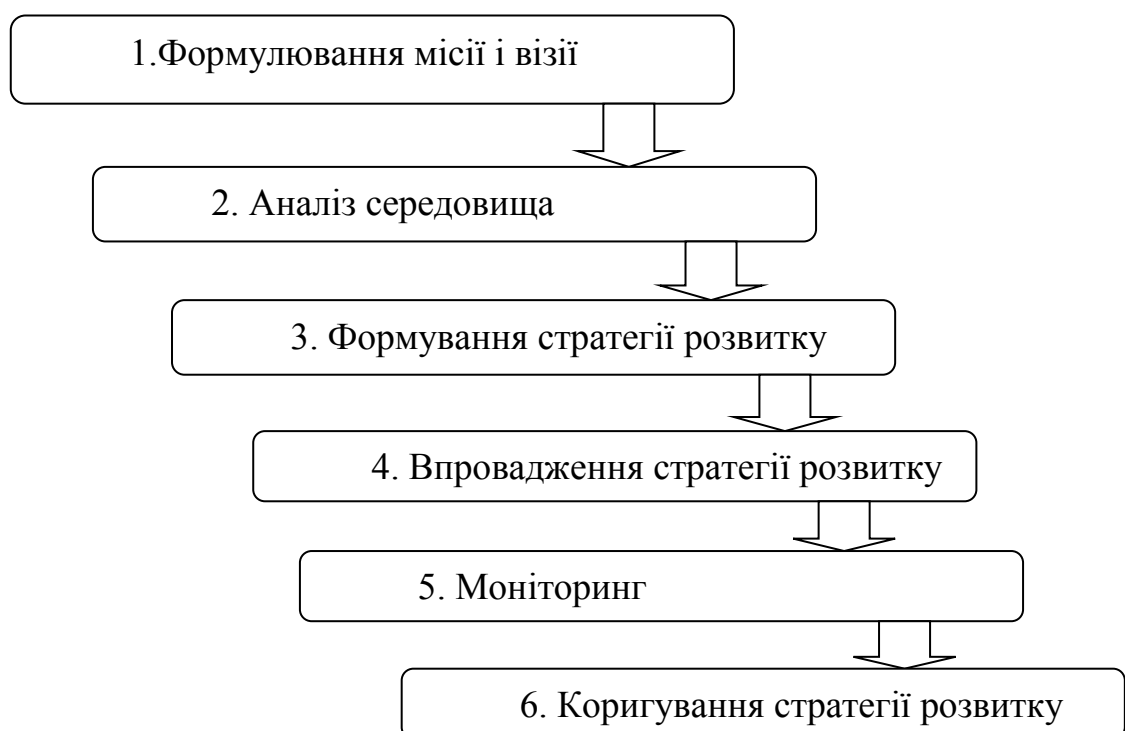 1.Формулювання місії і візії
2. Аналіз середовища
3. Формування стратегії розвитку
4. Впровадження стратегії розвитку
5. Моніторинг
6. Коригування стратегії розвитку